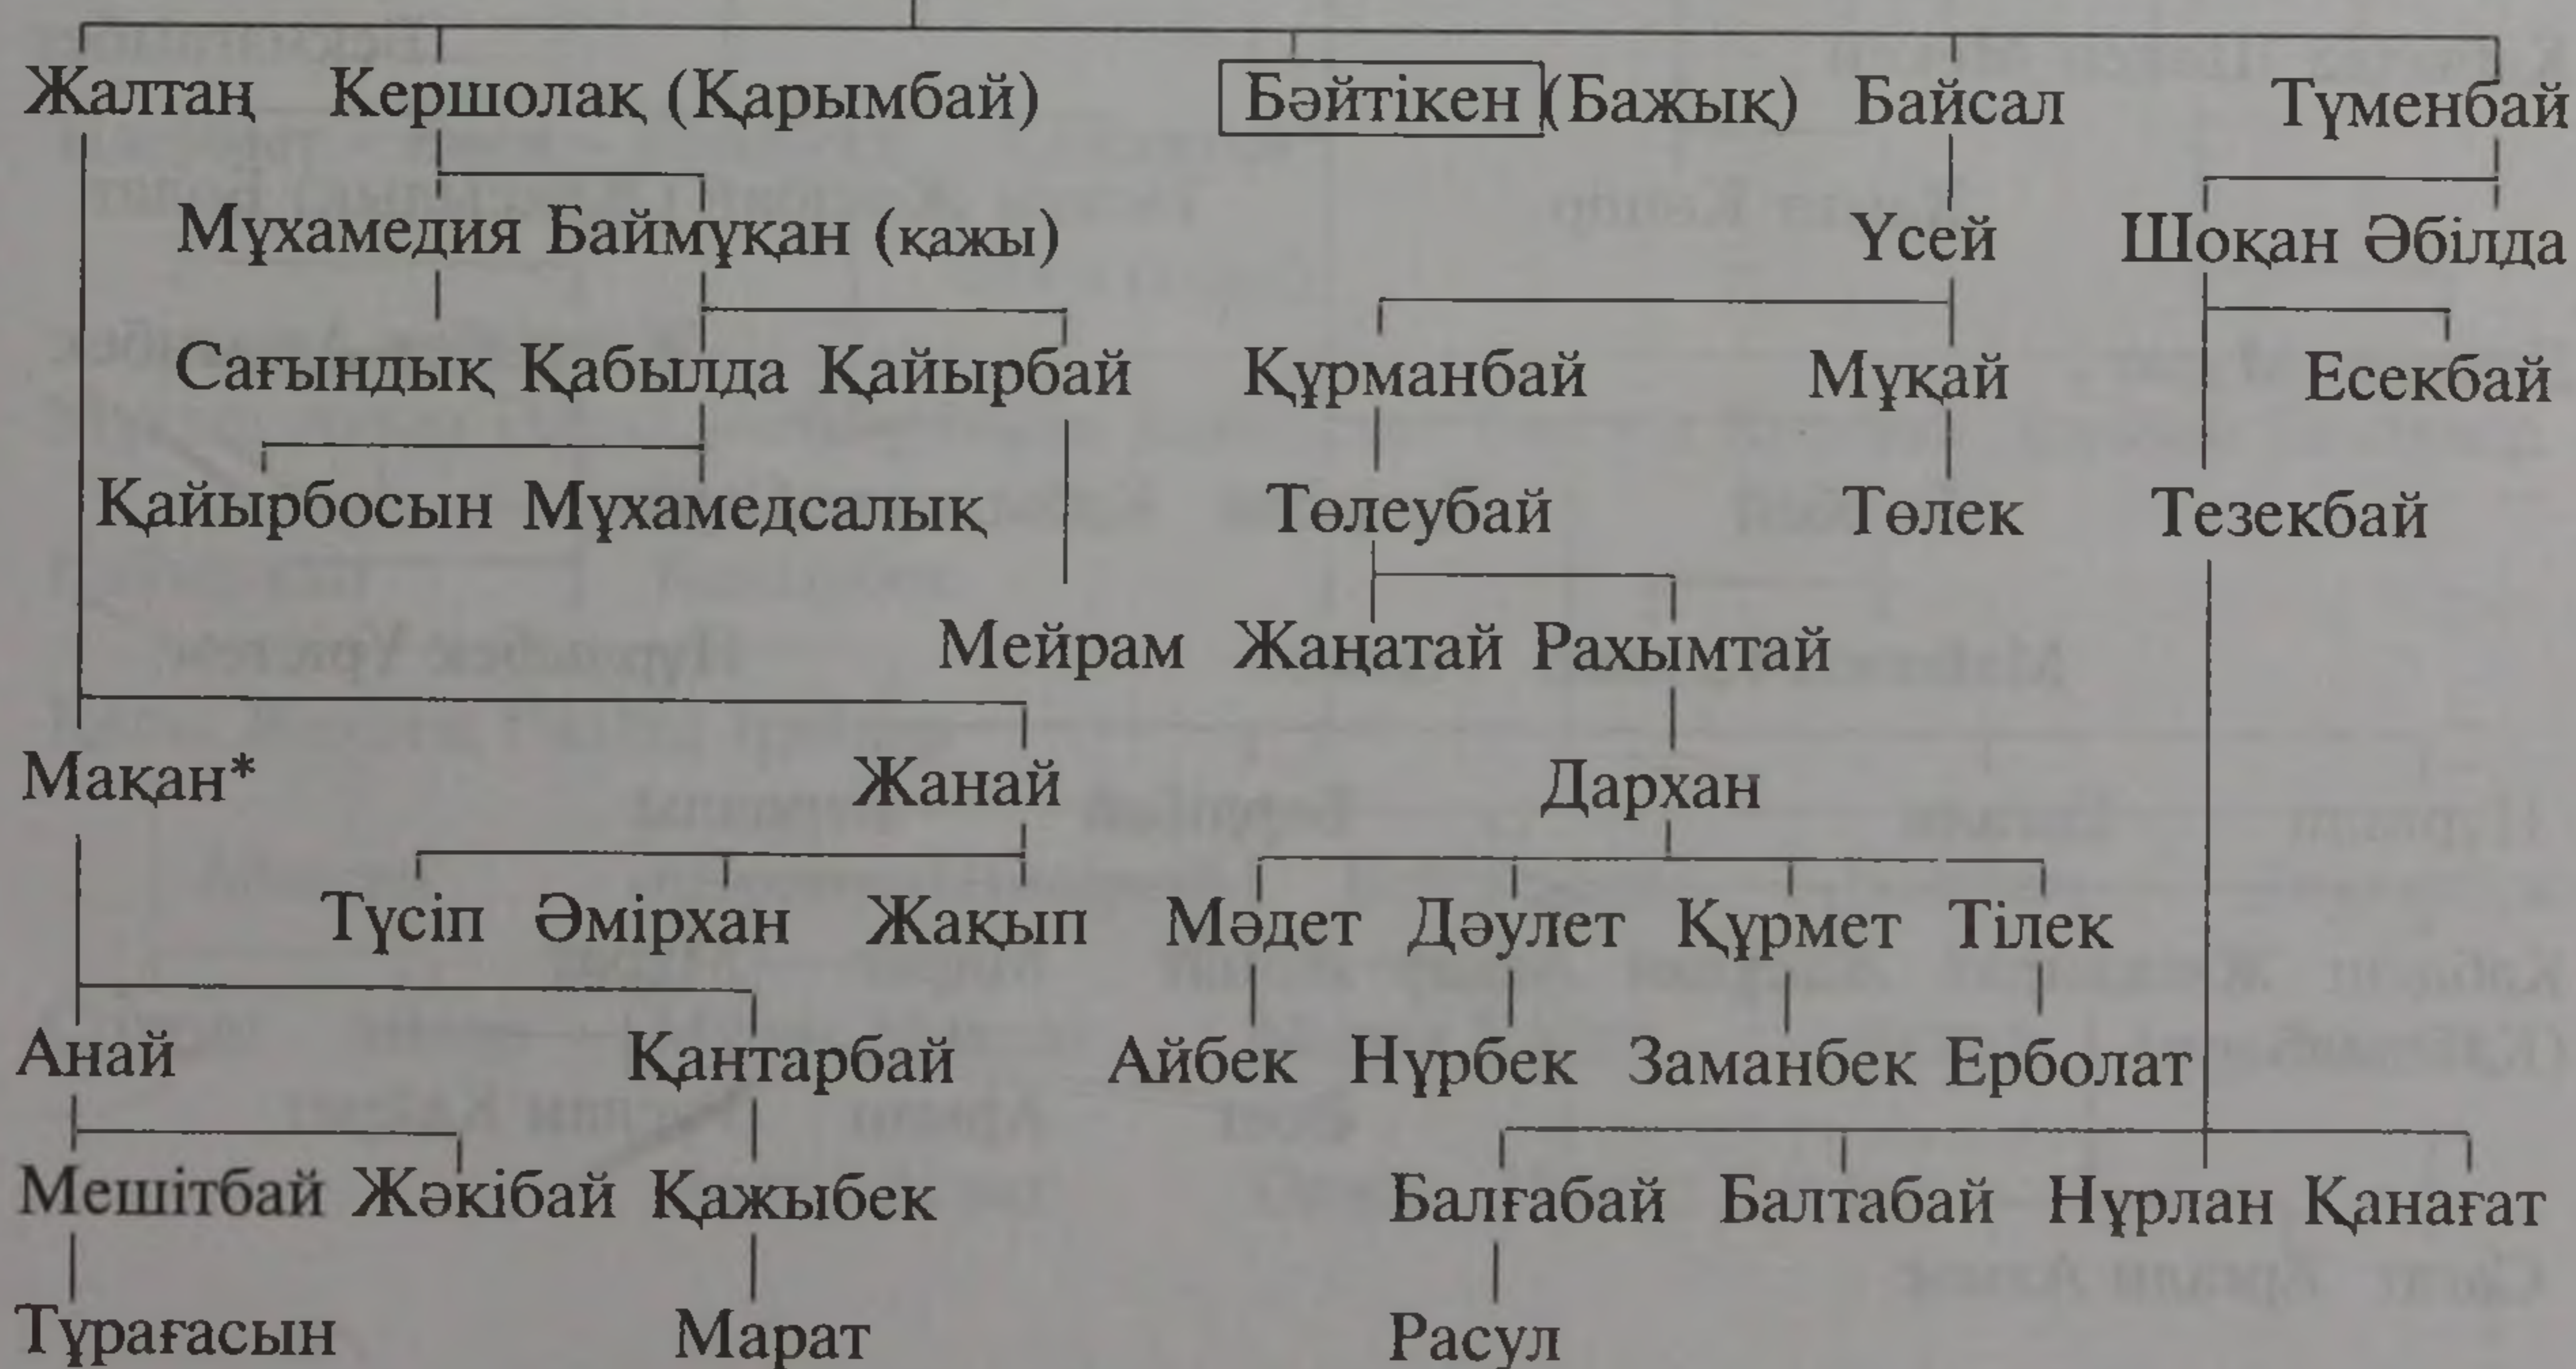 Жалтаң Кершолақ (Қарымбай) Бәйтікен (Бажық) Байсал Түменбай
Мұхамедия Баймұқан (қажы) Үсей Шоқан Әбілда
Сағындық Қабылда Қайырбай Құрманбай Мұқай Есекбай
Қайырбосын Мұхамедсалық Төлеубай Төлек Тезекбай
Мейрам Жаңатай Рахымтай
Мақан* Жанай Дархан
Түсіп Әмірхан Жақып Мәдет Дәулет Құрмет Тілек
Анай Қантарбай Айбек Нұрбек Заманбек Ерболат
Мешітбай Жәкібай Қажыбек Балғабай Балтабай Нұрлан Қанағат
Тұрағасын Марат Расул